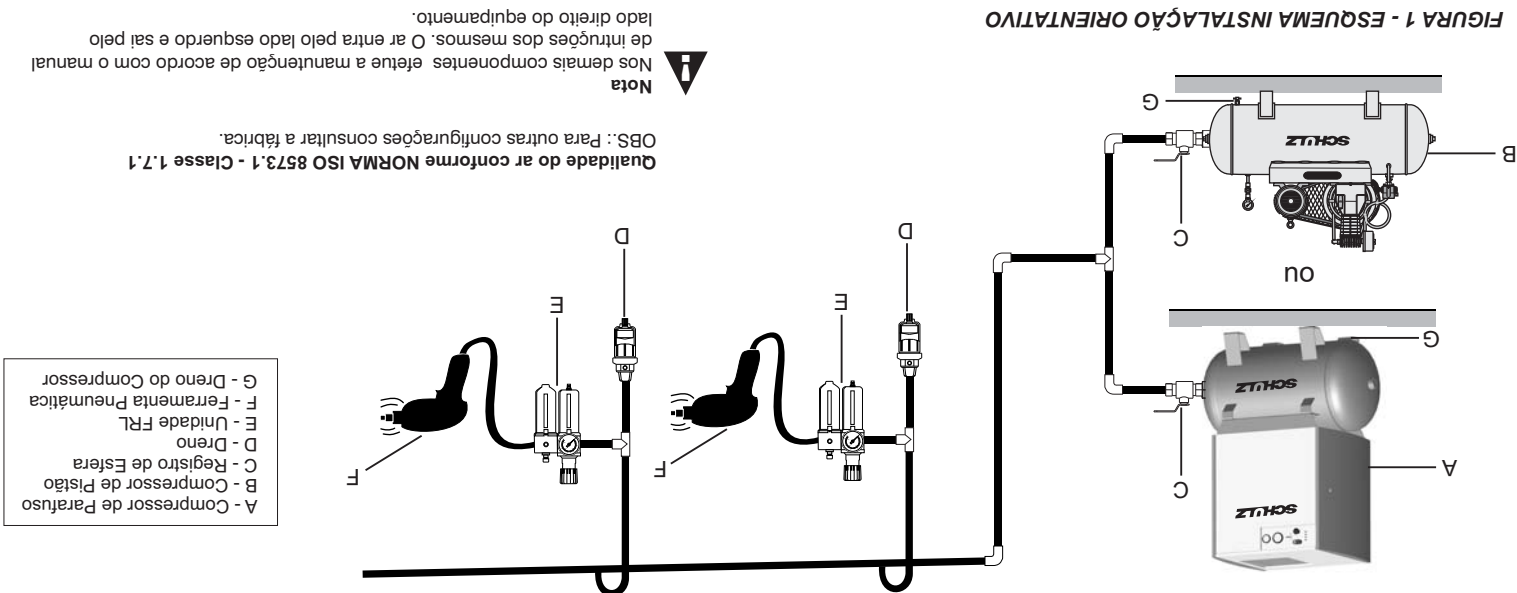 A
SCHULZ
C
SCHULZ
G
ou
C
B
SCHULZ
G
F
E
D
F
E
D
A - Compressor de Parafuso
B - Compressor de Pistão
C - Registro de Esfera
D - Dreno
E - Unidade FRL
F - Ferramenta Pneumática
G - Dreno do Compressor
Qualidade do ar conforme NORMA ISO 8573.1 - Classe 1.7.1
OBS.: Para outras configurações consultar a fábrica.
Nota
Nos demais componentes efetue a manutenção de acordo com o manual
de intruções dos mesmos. O ar entra pelo lado esquerdo e sai pelo
lado direito do equipamento.
FIGURA 1 - ESQUEMA INSTALAÇÃO ORIENTATIVO